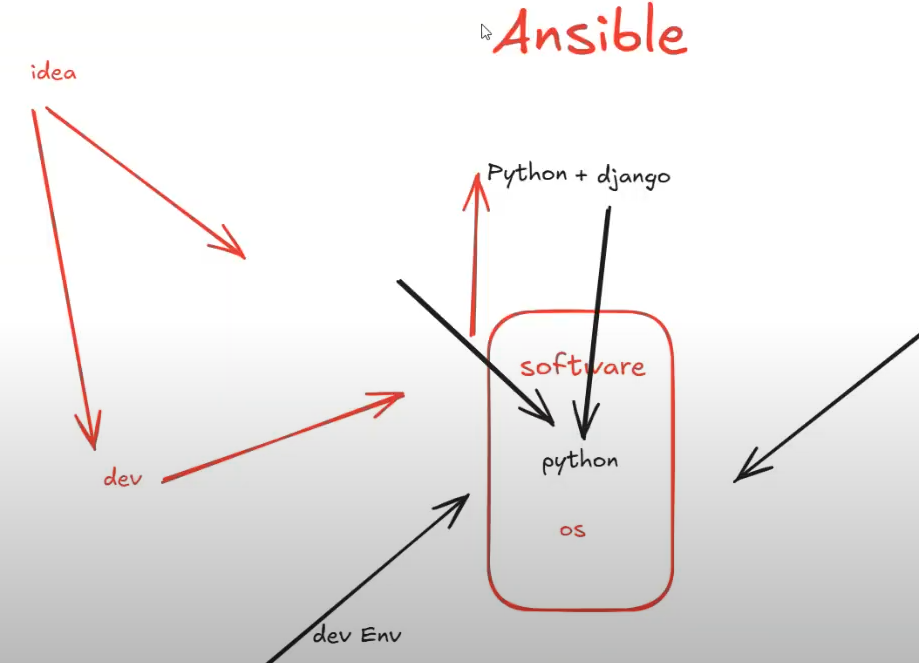 Ansible
idea
Python + django
software
python
dev
os
dev Env